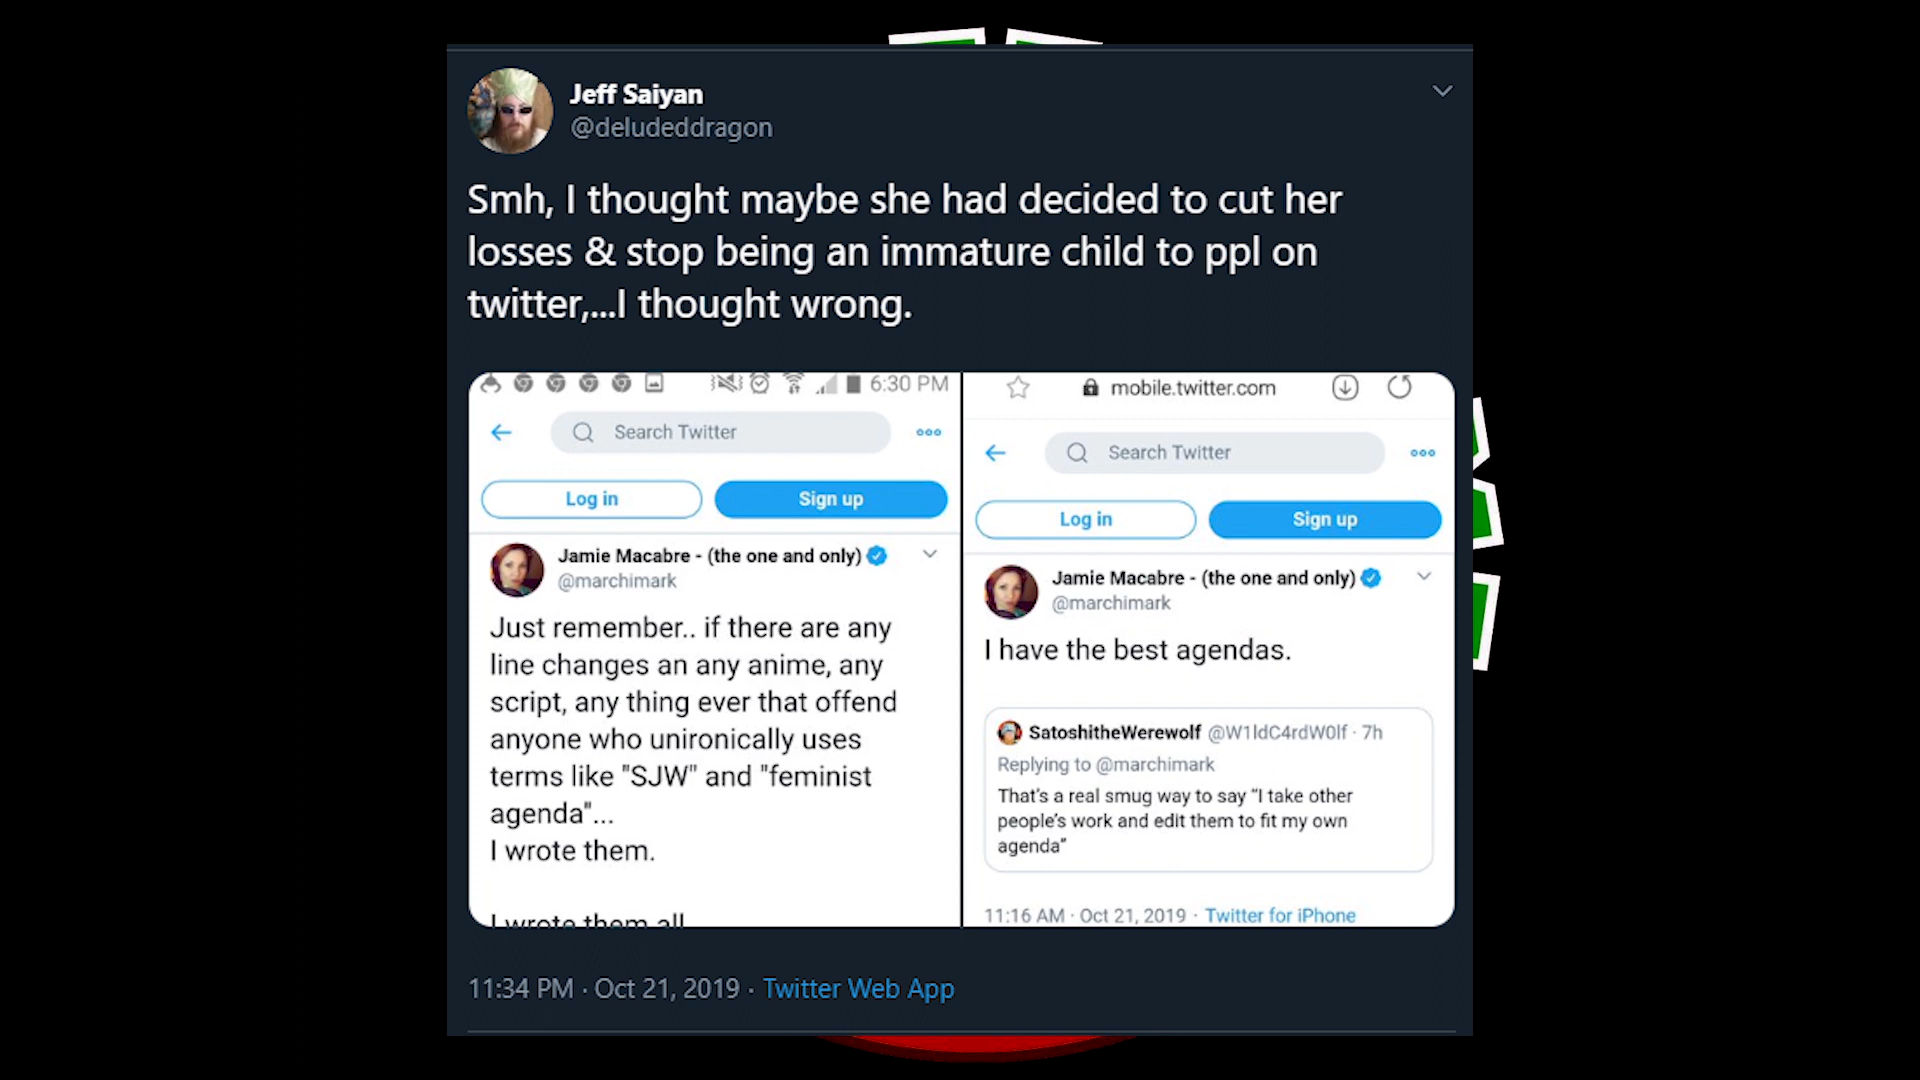 Jeff Saiyan
@deludeddragon
Smh, I thought maybe she had decided to cut her
losses & stop being an immature child to ppl on
twitter,...I thought wrong.
6:30 PM
Search Twitter
Log in
Sign up
Jamie Macabre - (the one and only)
@marchimark
Just remember.. if there are any
line changes an any anime, any
script, any thing ever that offend
anyone who unironically uses
terms like "SJW" and "feminist
agenda"...
I wrote them.
I wrote them all
mobile.twitter.com
Search Twitter
Log in
Sign up
Jamie Macabre - (the one and only)
@marchimark
I have the best agendas.
SatoshitheWerewolf @W1ldC4rdW0lf · 7h
Replying to @marchimark
That's a real smug way to say “I take other
people's work and edit them to fit my own
agenda”
11:16 AM · Oct 21, 2019 · Twitter for iPhone
11:34 PM · Oct 21, 2019 · Twitter Web App